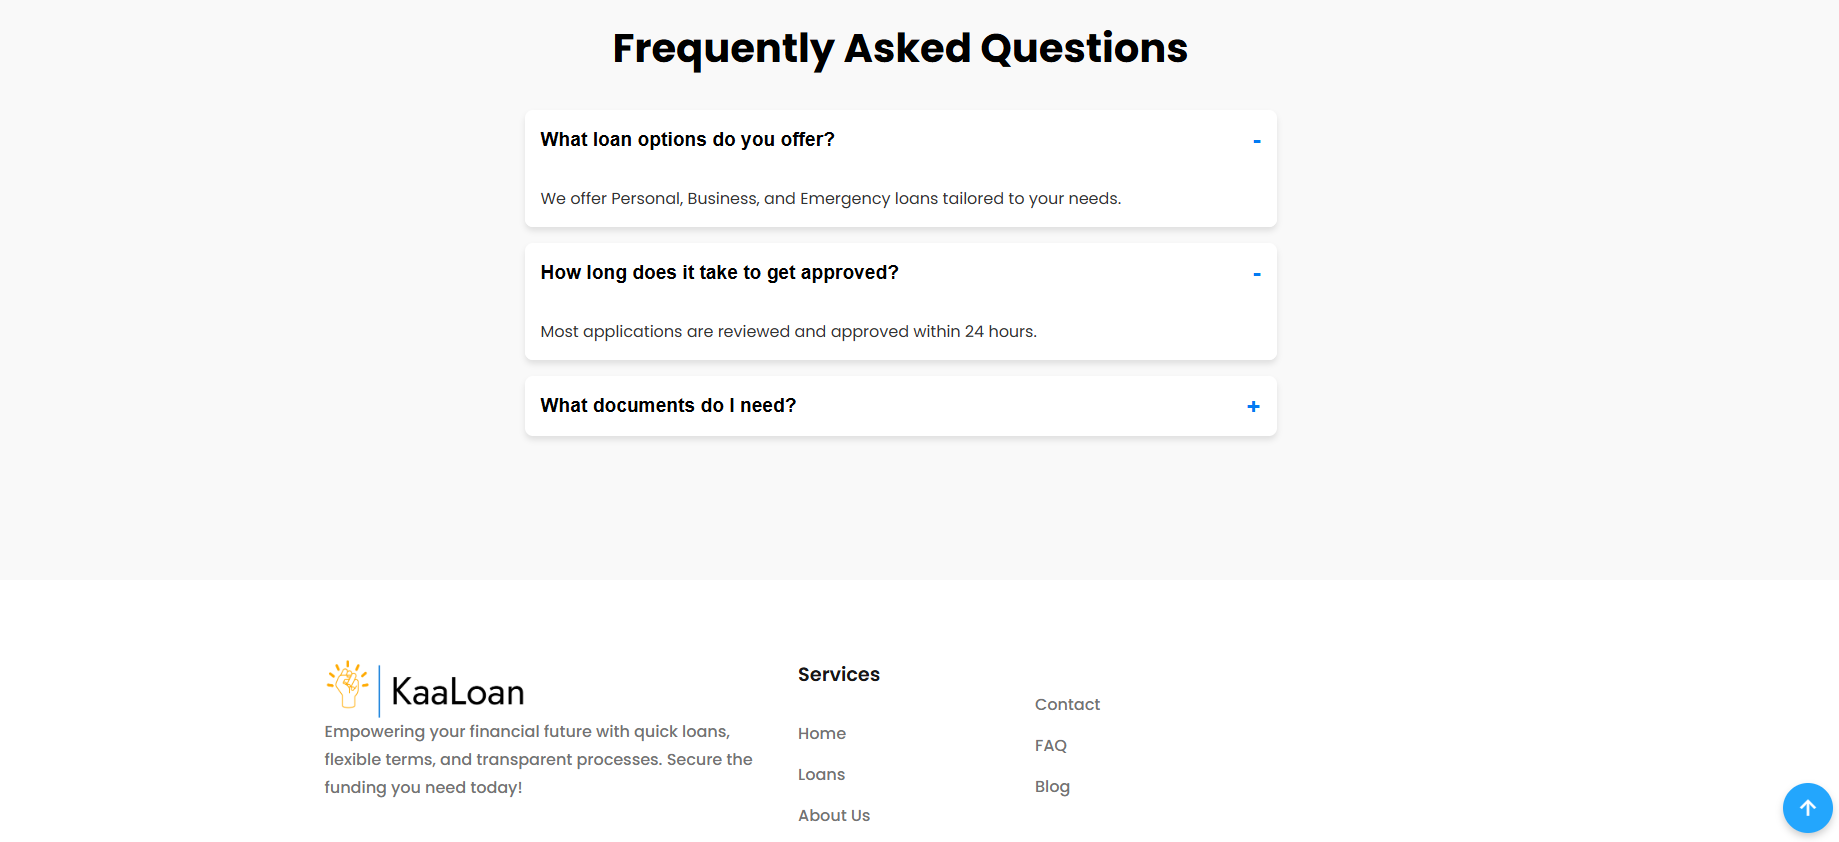 Frequently Asked Questions
What loan options do you offer?
-
We offer Personal, Business, and Emergency loans tailored to your needs.
How long does it take to get approved?
-
Most applications are reviewed and approved within 24 hours.
What documents do I need?
+
KaaLoan
Empowering your financial future with quick loans,
flexible terms, and transparent processes. Secure the
funding you need today!
Services
Home
Loans
About Us
Contact
FAQ
Blog